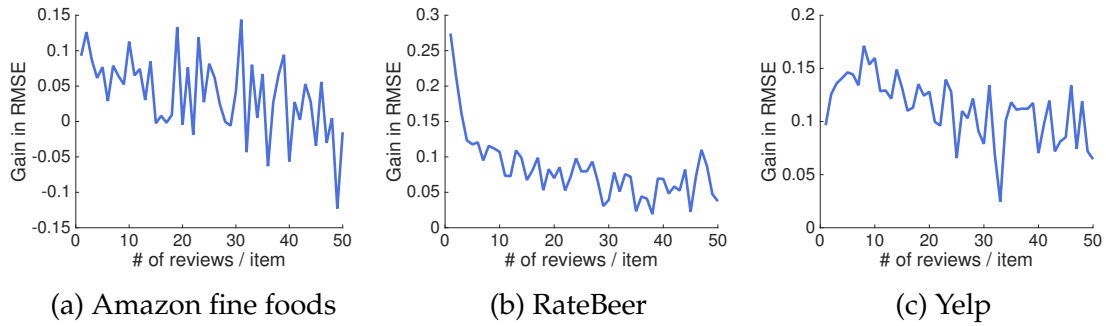 Gain in RMSE
0.15
0.1
0.05
0
-0.05
-0.1
-0.15
0 10 20 30 40 50
# of reviews / item
(a) Amazon fine foods
Gain in RMSE
0.3
0.25
0.2
0.15
0.1
0.05
0
0 10 20 30 40 50
# of reviews / item
(b) RateBeer
Gain in RMSE
0.2
0.15
0.1
0.05
0
0 10 20 30 40 50
# of reviews / item
(c) Yelp